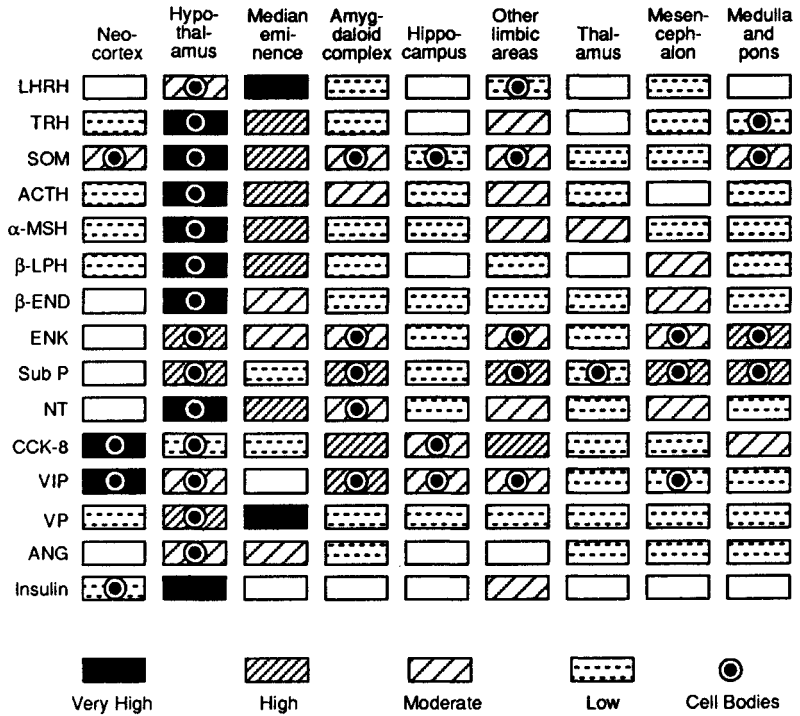 Neo-
cortex
Hypo-
thal-
amus
Median
emi-
nence
Amyg-
daloid
complex
Hippo-
campus
Other
limbic
areas
Thal-
amus
Mesen-
ceph-
alon
Medulla
and
pons
LHRH
TRH
SOM
ACTH
α-MSH
β-LPH
β-END
ENK
Sub P
NT
CCK-8
VIP
VP
ANG
Insulin
Very High
High
Moderate
Low
Cell Bodies